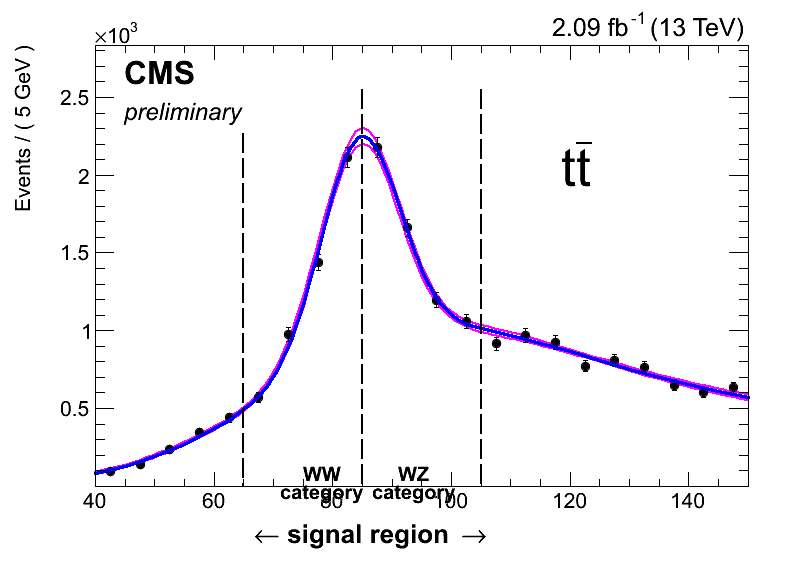 ×10³
2.09 fb⁻¹ (13 TeV)
Events / ( 5 GeV )
CMS
preliminary
tt̅
2.5
2
1.5
1
0.5
WW category
WZ category
40 60 80 100 120 140
← signal region →